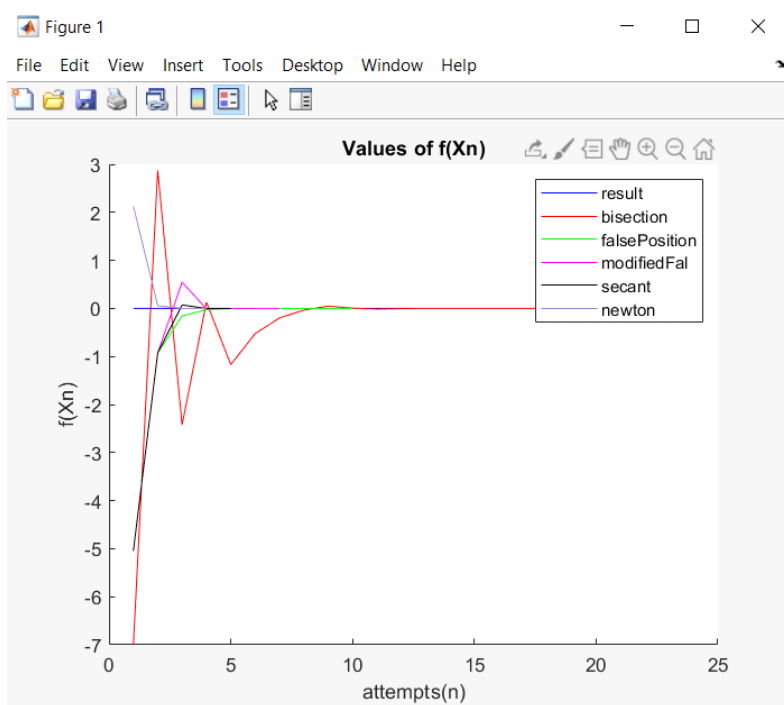 Figure 1
File Edit View Insert Tools Desktop Window Help
Values of f(Xn)
3
2
1
0
-1
-2
-3
-4
-5
-6
-7
f(Xn)
0 5 10 15 20 25
attempts(n)
result
bisection
falsePosition
modifiedFal
secant
newton